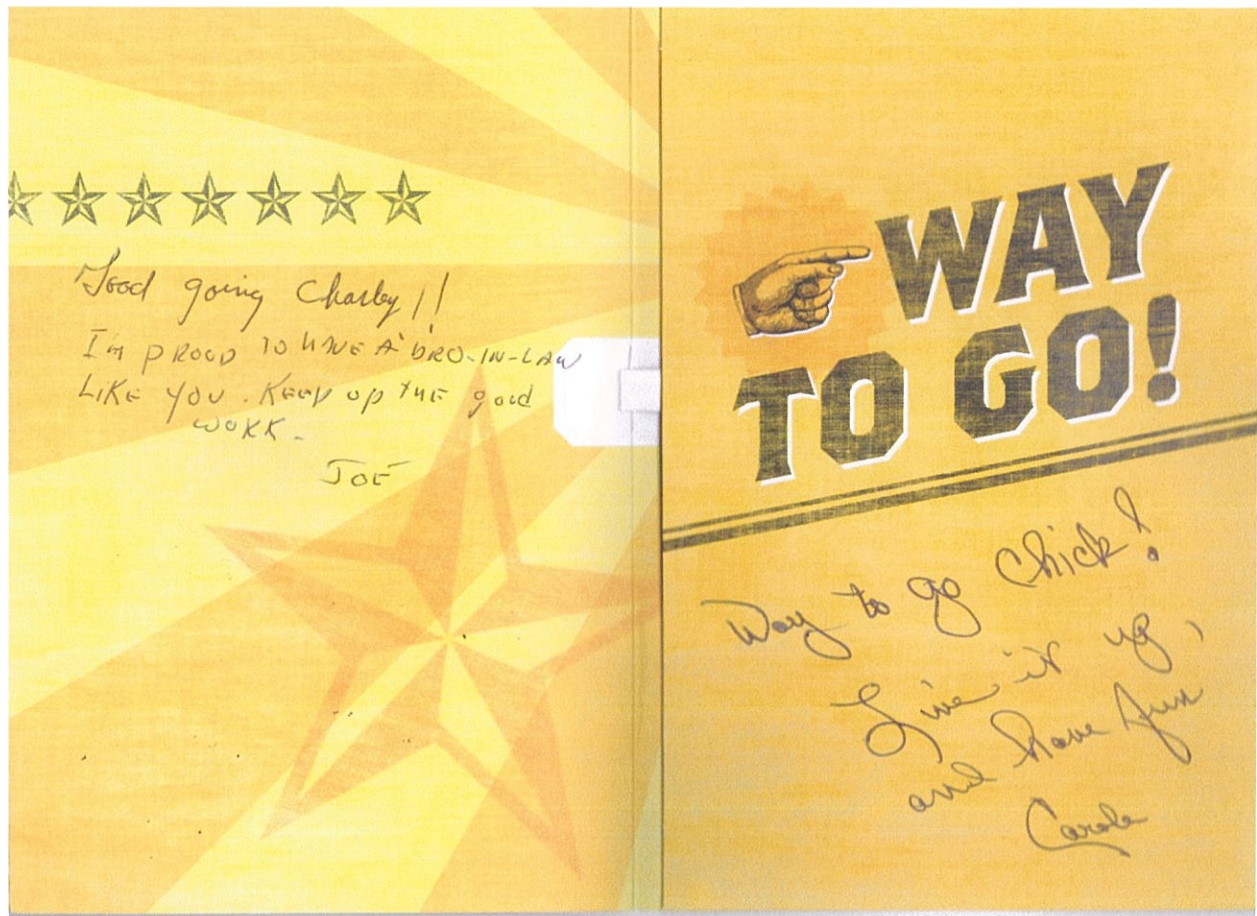 Good going Charley!!
I'M PROUD TO HAVE A BRO-IN-LAW
LIKE YOU. KEEP UP THE good
WORK.
JOE
WAY
TO GO!
Way to go Chick!
Live it up,
and have fun
Carole